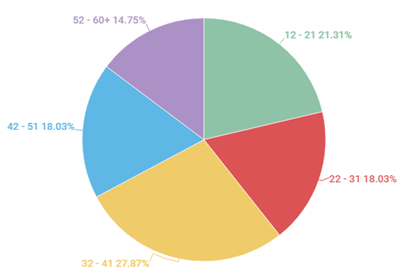 52 - 60+ 14.75%
12 - 21 21.31%
42 - 51 18.03%
22 - 31 18.03%
32 - 41 27.87%